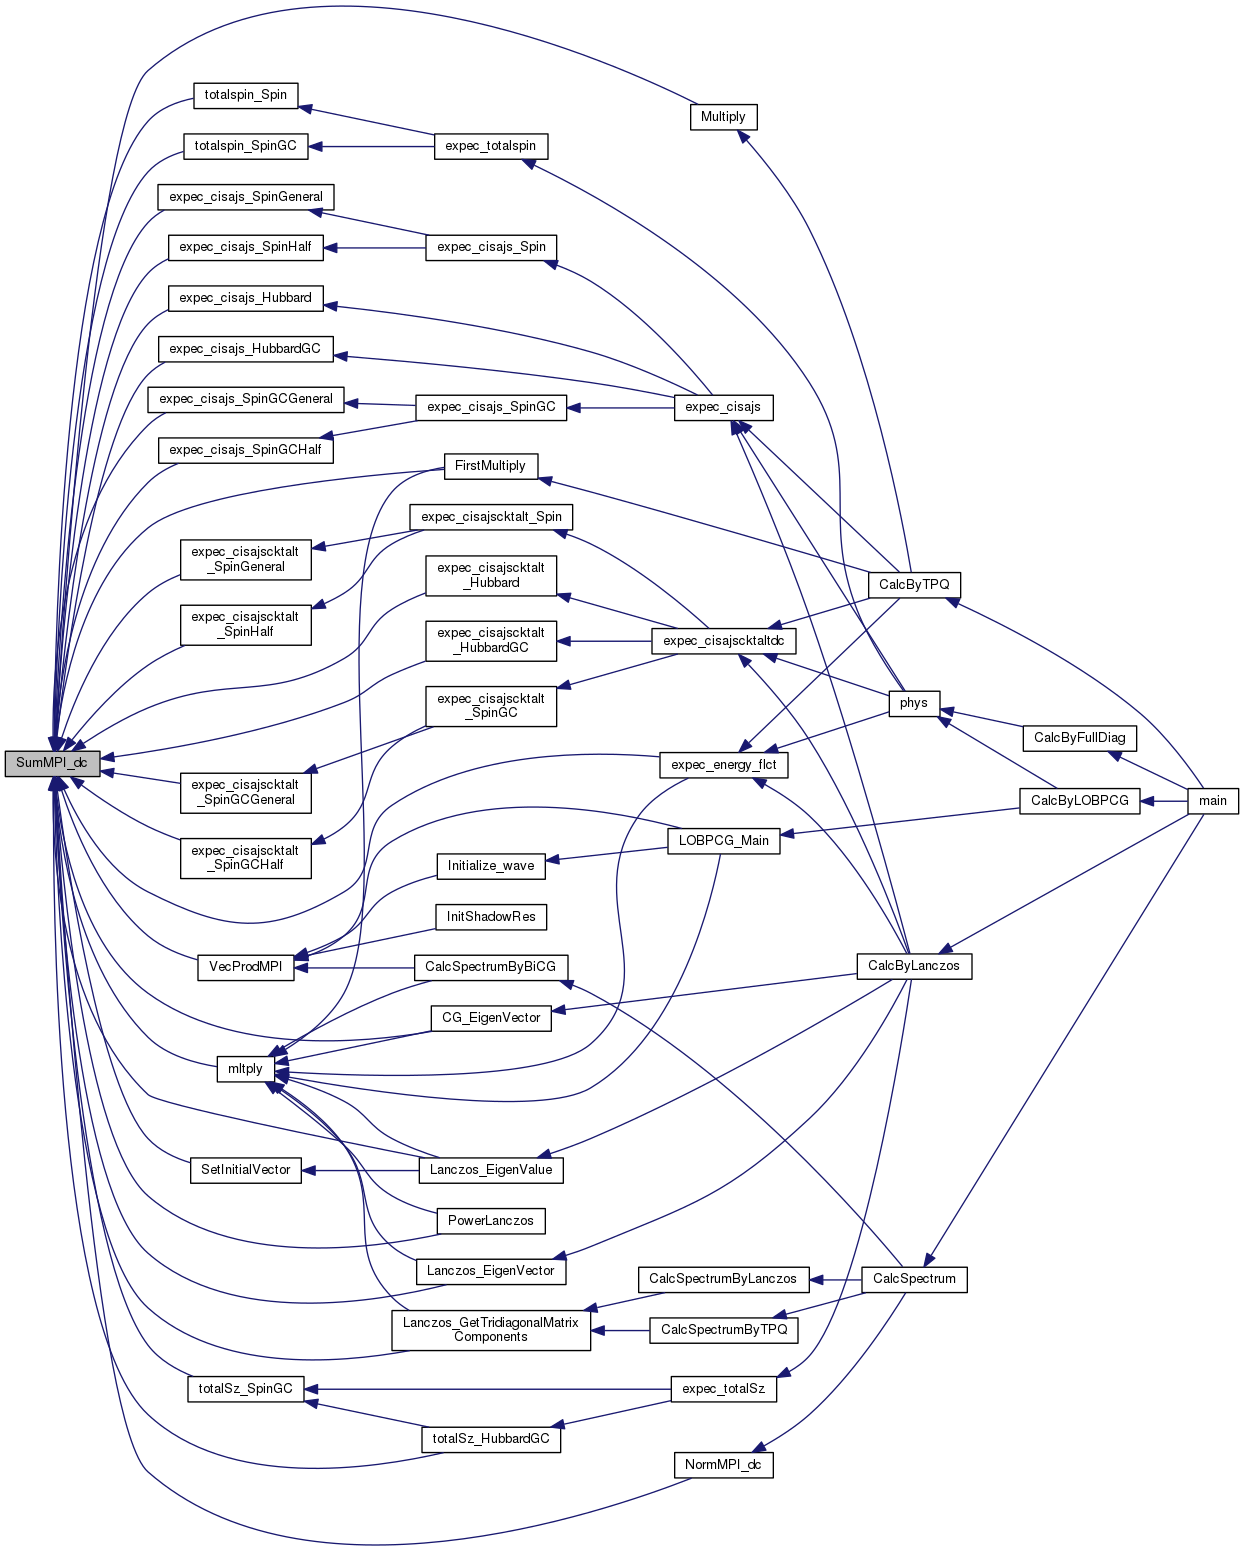 totalspin_Spin
Multiply
totalspin_SpinGC
expec_totalspin
expec_cisajs_SpinGeneral
expec_cisajs_SpinHalf
expec_cisajs_Spin
expec_cisajs_Hubbard
expec_cisajs_HubbardGC
expec_cisajs_SpinGCGeneral
expec_cisajs_SpinGC
expec_cisajs
expec_cisajs_SpinGCHalf
FirstMultiply
expec_cisajscktalt_Spin
expec_cisajscktalt
_SpinGeneral
expec_cisajscktalt
_Hubbard
CalcByTPQ
expec_cisajscktalt
_SpinHalf
expec_cisajscktalt
_HubbardGC
expec_cisajscktaltdc
expec_cisajscktalt
_SpinGC
phys
CalcByFullDiag
SumMPI_dc
expec_energy_flct
expec_cisajscktalt
_SpinGCGeneral
CalcByLOBPCG
main
LOBPCG_Main
expec_cisajscktalt
_SpinGCHalf
Initialize_wave
InitShadowRes
VecProdMPI
CalcSpectrumByBiCG
CalcByLanczos
CG_EigenVector
mltply
SetInitialVector
Lanczos_EigenValue
PowerLanczos
Lanczos_EigenVector
CalcSpectrumByLanczos
CalcSpectrum
Lanczos_GetTridiagonalMatrix
Components
CalcSpectrumByTPQ
totalSz_SpinGC
expec_totalSz
totalSz_HubbardGC
NormMPI_dc